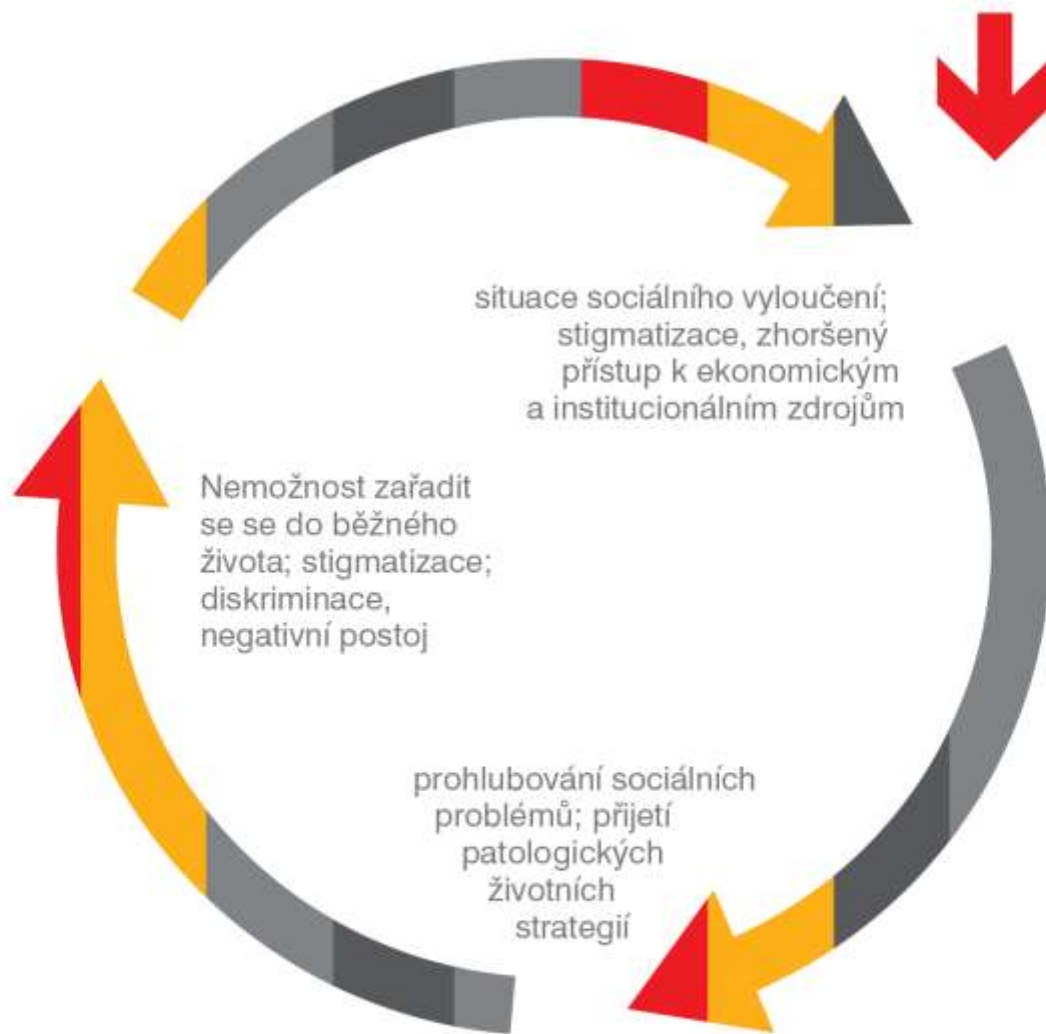 situace sociálního vyloučení;
stigmatizace, zhoršený
přístup k ekonomickým
a institucionálním zdrojům
Nemožnost zařadit
se se do běžného
života; stigmatizace;
diskriminace,
negativní postoj
prohlubování sociálních
problémů; přijetí
patologických
životních
strategií